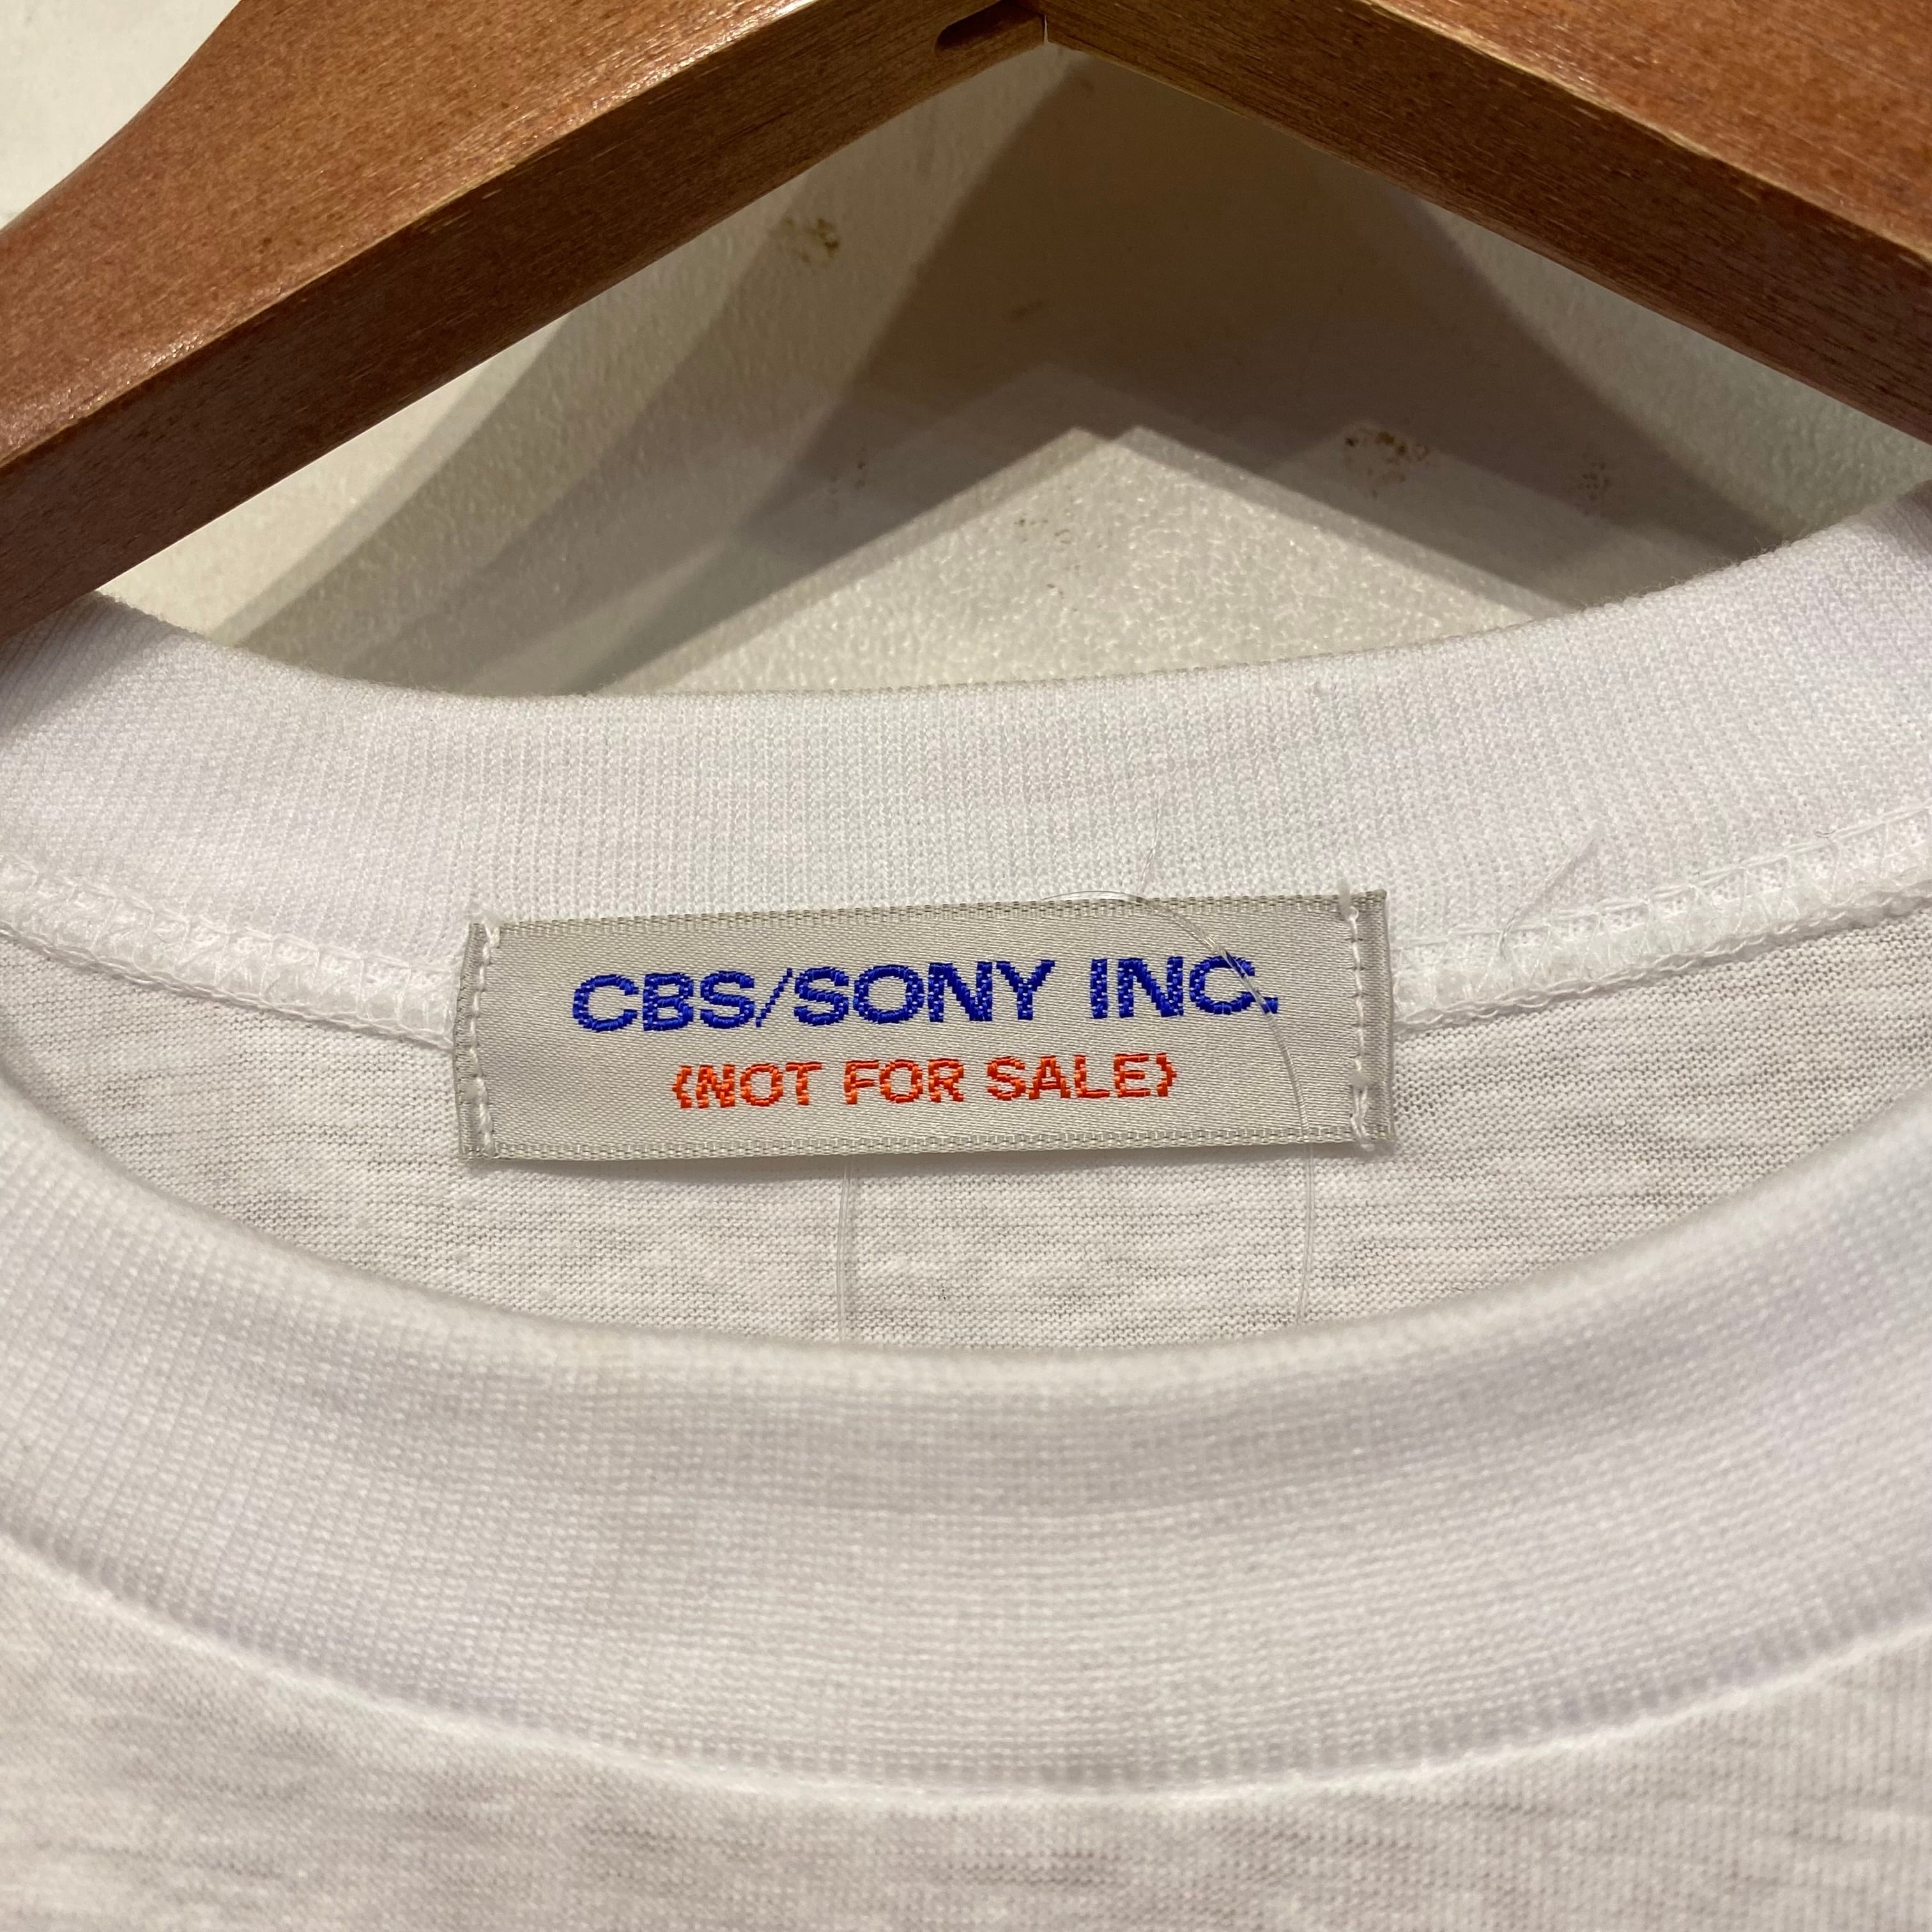 CBS/SONY INC.
(NOT FOR SALE)